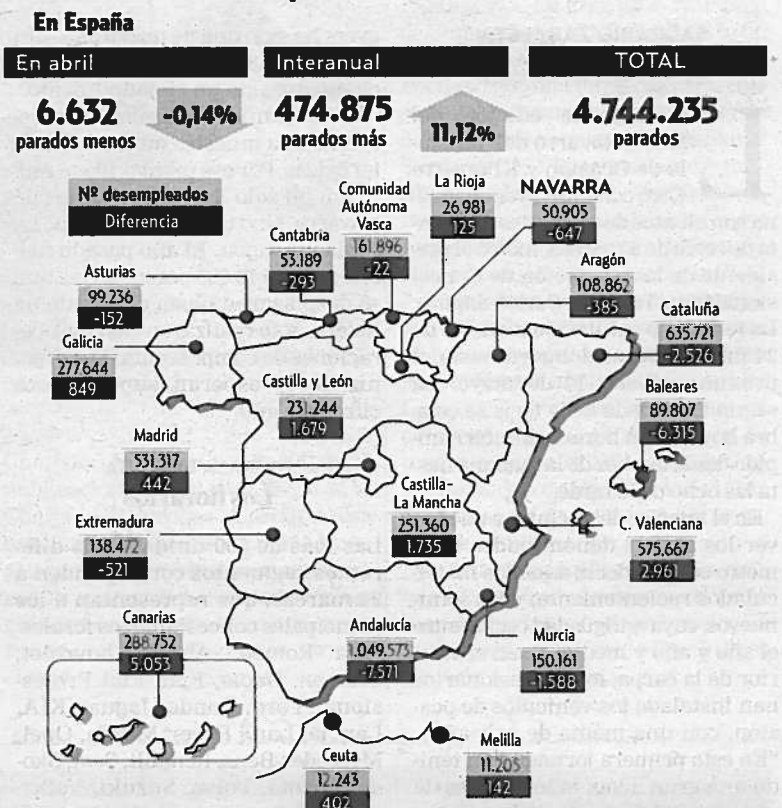 En España
En abril
6.632
parados menos
-0,14%
Interanual
474.875
parados más
11,12%
TOTAL
4.744.235
parados
Nº desempleados
Diferencia
Comunidad
Autónoma
Vasca
161.896
-22
La Rioja
26.981
125
NAVARRA
50.905
-647
Cantabria
53.189
-293
Asturias
99.236
-152
Aragón
108.862
-385
Cataluña
635.721
-2.526
Galicia
277.644
849
Castilla y León
231.244
1.679
Baleares
89.807
-6.315
Madrid
531.317
442
Castilla-
La Mancha
251.360
1.735
C. Valenciana
575.667
2.961
Extremadura
138.472
-521
Canarias
288.752
5.053
Andalucía
1.049.573
-7.571
Murcia
150.161
-1.588
Ceuta
12.243
402
Melilla
11.205
142